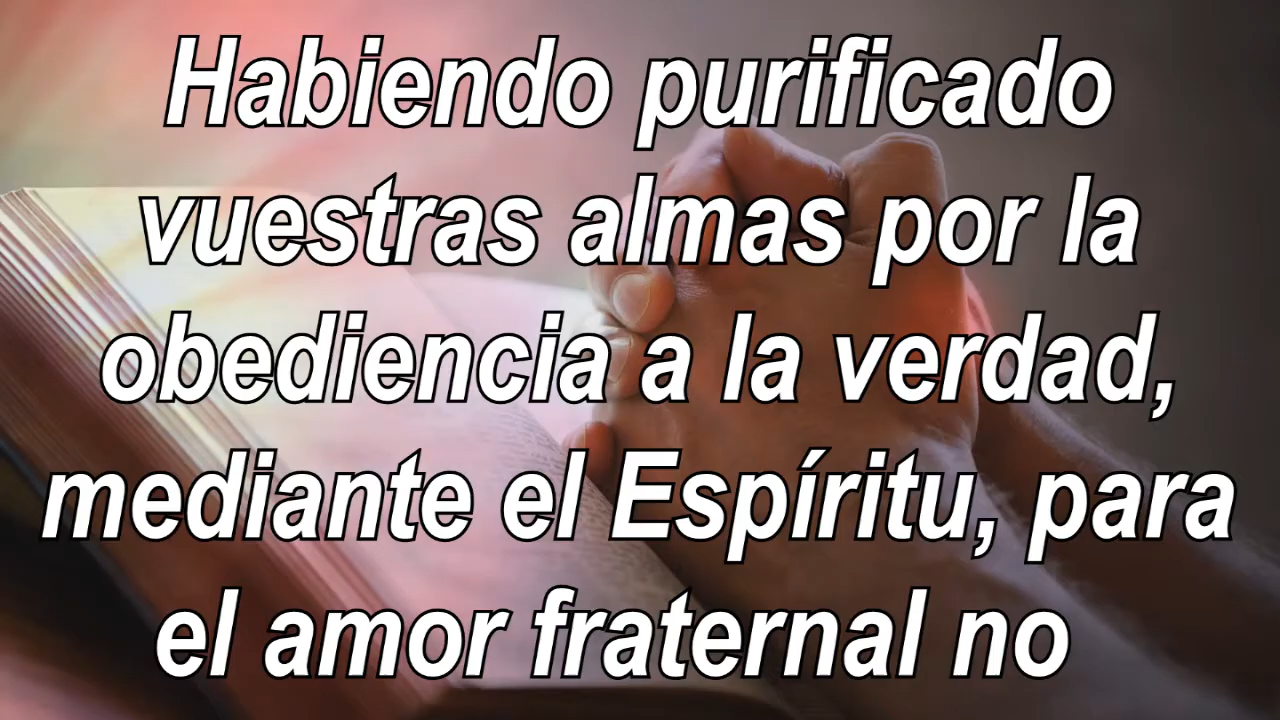 Habiendo purificado
vuestras almas por la
obediencia a la verdad,
mediante el Espíritu, para
el amor fraternal no